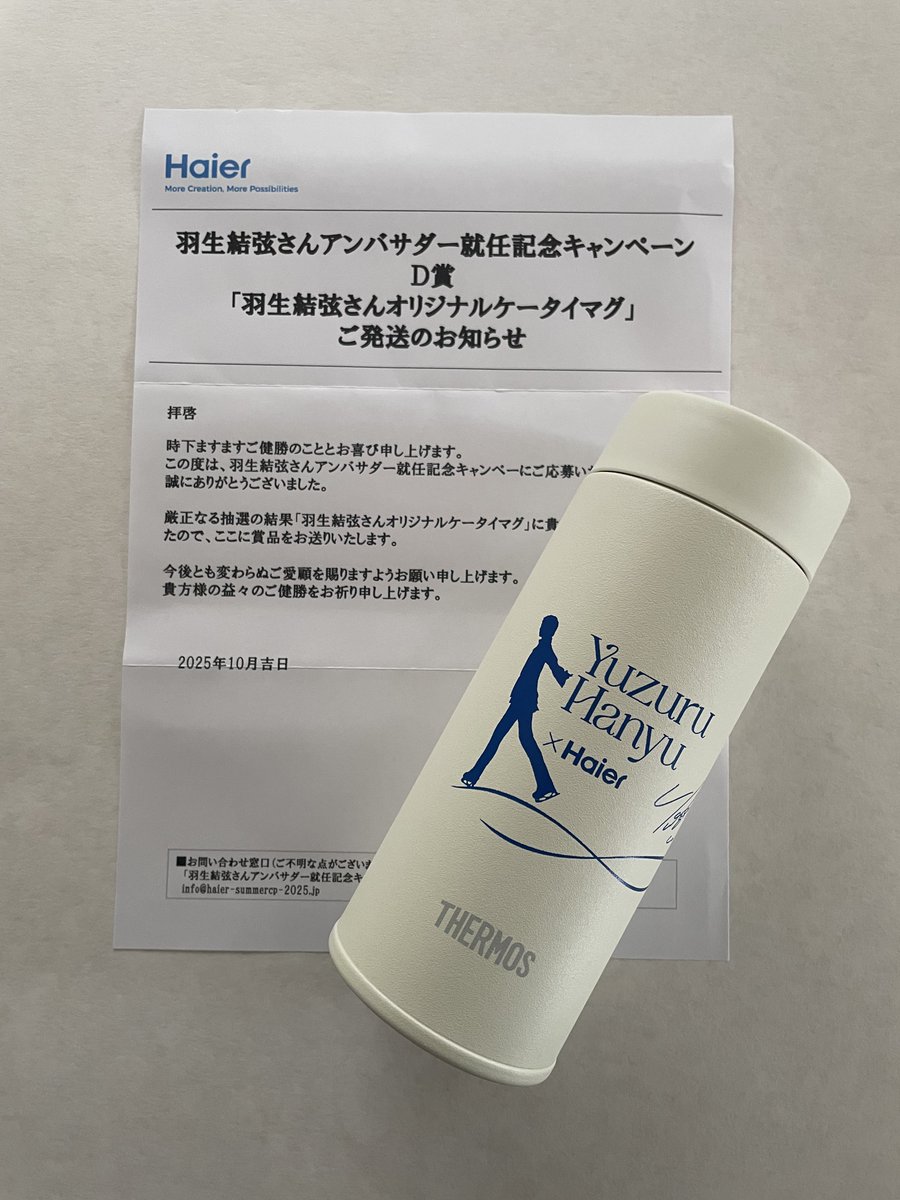 Haier
More Creation, More Possibilities
羽生結弦さんアンバサダー就任記念キャンペーン
D賞
「羽生結弦さんオリジナルケータイマグ」
ご発送のお知らせ
拝啓
時下ますますご健勝のこととお喜び申し上げます。
この度は、羽生結弦さんアンバサダー就任記念キャンペーにご応募い
誠にありがとうございました。
厳正なる抽選の結果「羽生結弦さんオリジナルケータイマグ」に貴
たので、ここに賞品をお送りいたします。
今後とも変わらぬご愛顧を賜りますようお願い申し上げます。
貴方様の益々のご健勝をお祈り申し上げます。
2025年10月吉日
■お問い合わせ窓口(ご不明な点がござい
「羽生結弦さんアンバサダー就任記念キ
info@haier-summercp-2025.jp
Yuzuru
Hanyu
×Haier
THERMOS